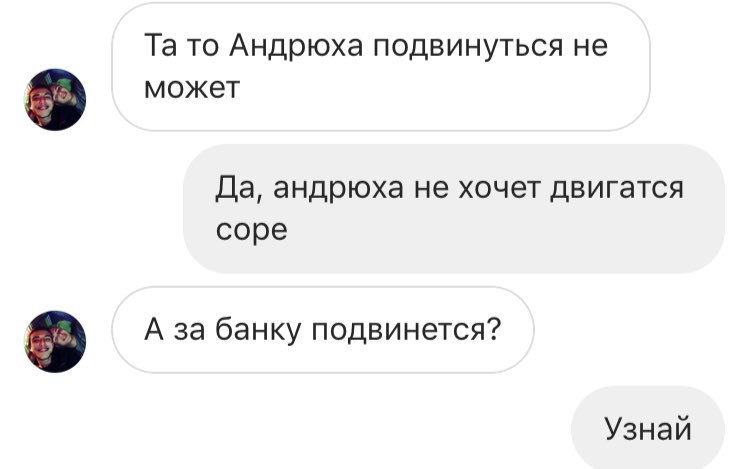 Та то Андрюха подвинуться не
может
Да, андрюха не хочет двигатся
соре
А за банку подвинется?
Узнай